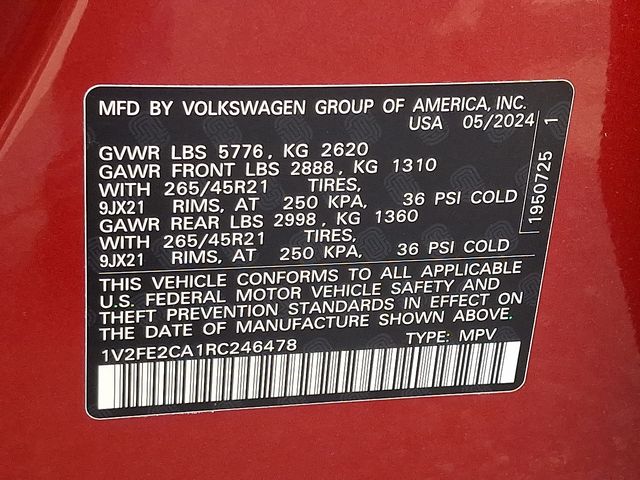 MFD BY VOLKSWAGEN GROUP OF AMERICA, INC.
USA 05/2024
GVWR LBS 5776, KG 2620
GAWR FRONT LBS 2888, KG 1310
WITH 265/45R21 TIRES,
9JX21 RIMS, AT 250 KPA, 36 PSI COLD
GAWR REAR LBS 2998, KG 1360
WITH 265/45R21 TIRES,
9JX21 RIMS, AT 250 KPA, 36 PSI COLD
1950725 1
THIS VEHICLE CONFORMS TO ALL APPLICABLE
U.S. FEDERAL MOTOR VEHICLE SAFETY AND
THEFT PREVENTION STANDARDS IN EFFECT ON
THE DATE OF MANUFACTURE SHOWN ABOVE.
1V2FE2CA1RC246478 TYPE: MPV